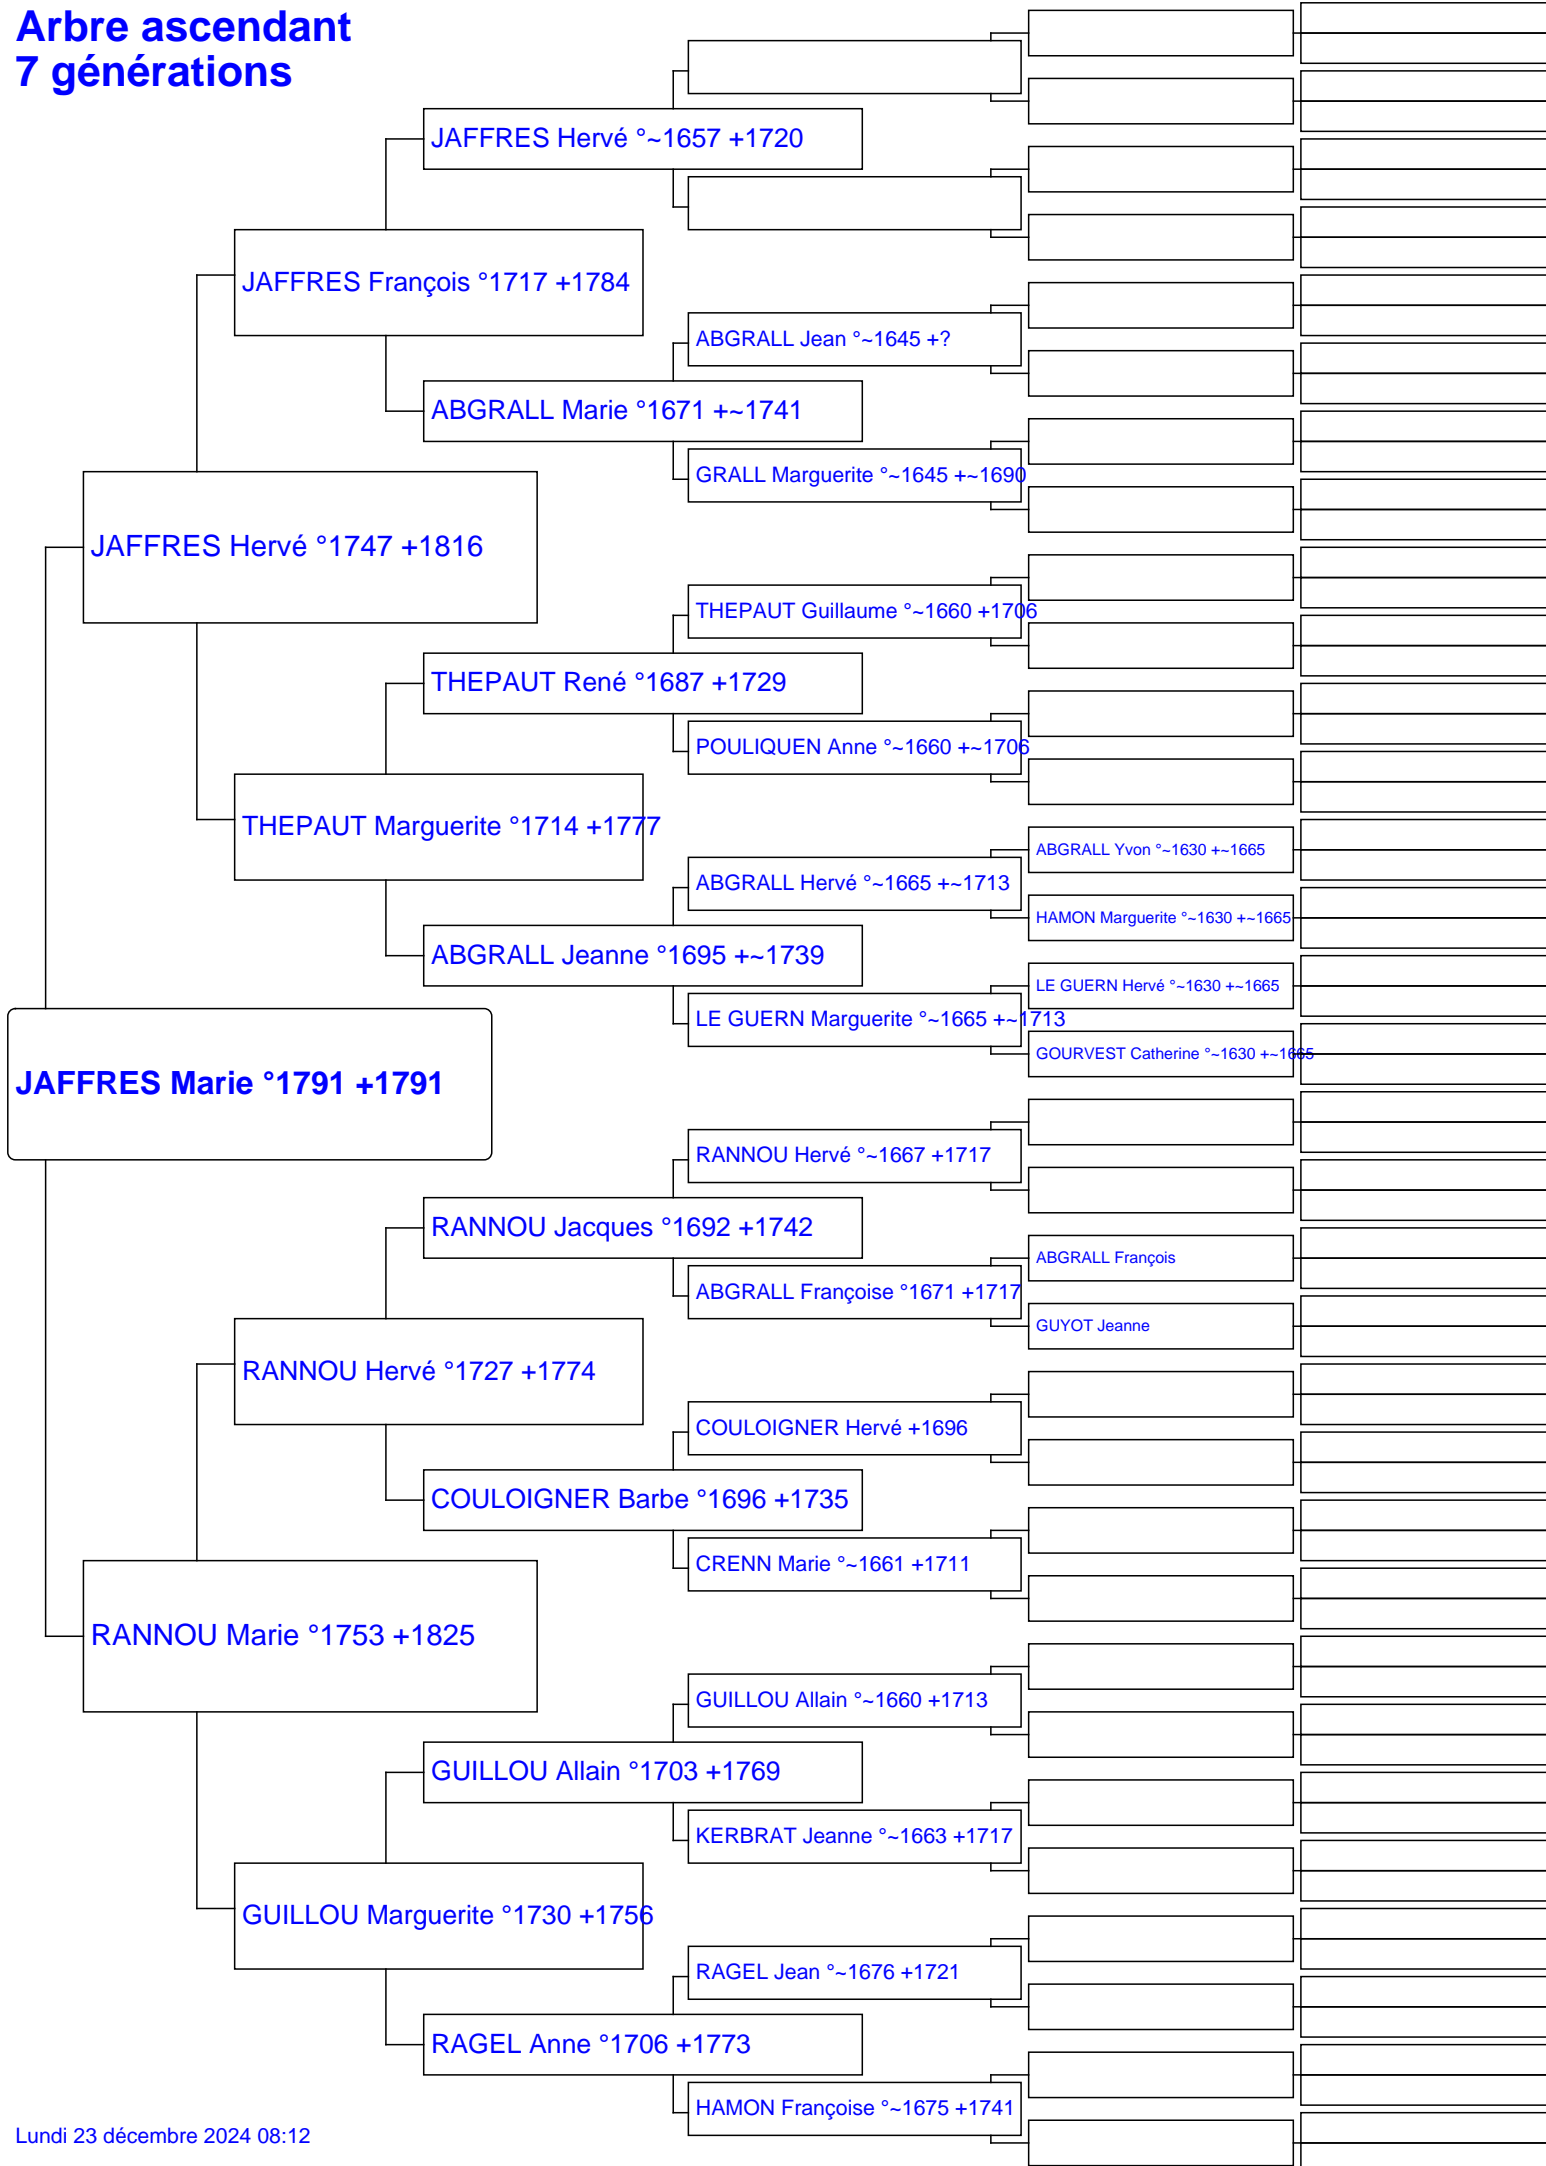 Arbre ascendant
7 générations
JAFFRES Hervé °~1657 +1720
JAFFRES François °1717 +1784
ABGRALL Jean °~1645 +?
ABGRALL Marie °1671 +~1741
GRALL Marguerite °~1645 +~1690
JAFFRES Hervé °1747 +1816
THEPAUT Guillaume °~1660 +1706
THEPAUT René °1687 +1729
POULIQUEN Anne °~1660 +~1706
THEPAUT Marguerite °1714 +1777
ABGRALL Yvon °~1630 +~1665
ABGRALL Hervé °~1665 +~1713
HAMON Marguerite °~1630 +~1665
ABGRALL Jeanne °1695 +~1739
LE GUERN Hervé °~1630 +~1665
LE GUERN Marguerite °~1665 +~1713
GOURVEST Catherine °~1630 +~1665
JAFFRES Marie °1791 +1791
RANNOU Hervé °~1667 +1717
RANNOU Jacques °1692 +1742
ABGRALL François
ABGRALL Françoise °1671 +1717
GUYOT Jeanne
RANNOU Hervé °1727 +1774
COULOIGNER Hervé +1696
COULOIGNER Barbe °1696 +1735
CRENN Marie °~1661 +1711
RANNOU Marie °1753 +1825
GUILLOU Allain °~1660 +1713
GUILLOU Allain °1703 +1769
KERBRAT Jeanne °~1663 +1717
GUILLOU Marguerite °1730 +1756
RAGEL Jean °~1676 +1721
RAGEL Anne °1706 +1773
HAMON Françoise °~1675 +1741
Lundi 23 décembre 2024 08:12